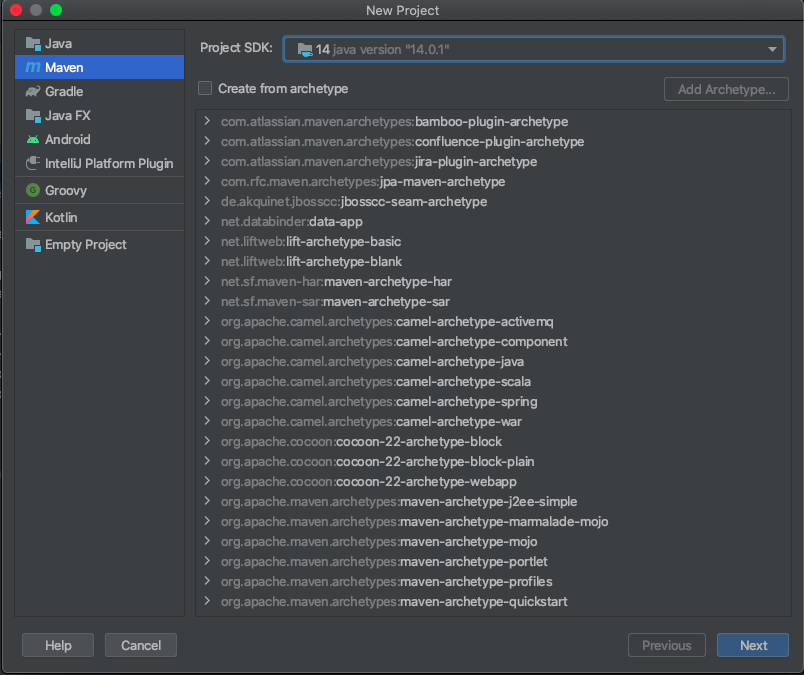 New Project
Java
Maven
Gradle
Java FX
Android
IntelliJ Platform Plugin
Groovy
Kotlin
Empty Project
Project SDK: 14 java version "14.0.1"
Create from archetype
Add Archetype...
com.atlassian.maven.archetypes:bamboo-plugin-archetype
com.atlassian.maven.archetypes:confluence-plugin-archetype
com.atlassian.maven.archetypes:jira-plugin-archetype
com.rfc.maven.archetypes:jpa-maven-archetype
de.akquinet.jbosscc:jbosscc-seam-archetype
net.databinder:data-app
net.liftweb:lift-archetype-basic
net.liftweb:lift-archetype-blank
net.sf.maven-har:maven-archetype-har
net.sf.maven-sar:maven-archetype-sar
org.apache.camel.archetypes:camel-archetype-activemq
org.apache.camel.archetypes:camel-archetype-component
org.apache.camel.archetypes:camel-archetype-java
org.apache.camel.archetypes:camel-archetype-scala
org.apache.camel.archetypes:camel-archetype-spring
org.apache.camel.archetypes:camel-archetype-war
org.apache.cocoon:cocoon-22-archetype-block
org.apache.cocoon:cocoon-22-archetype-block-plain
org.apache.cocoon:cocoon-22-archetype-webapp
org.apache.maven.archetypes:maven-archetype-j2ee-simple
org.apache.maven.archetypes:maven-archetype-marmalade-mojo
org.apache.maven.archetypes:maven-archetype-mojo
org.apache.maven.archetypes:maven-archetype-portlet
org.apache.maven.archetypes:maven-archetype-profiles
org.apache.maven.archetypes:maven-archetype-quickstart
Help
Cancel
Previous
Next